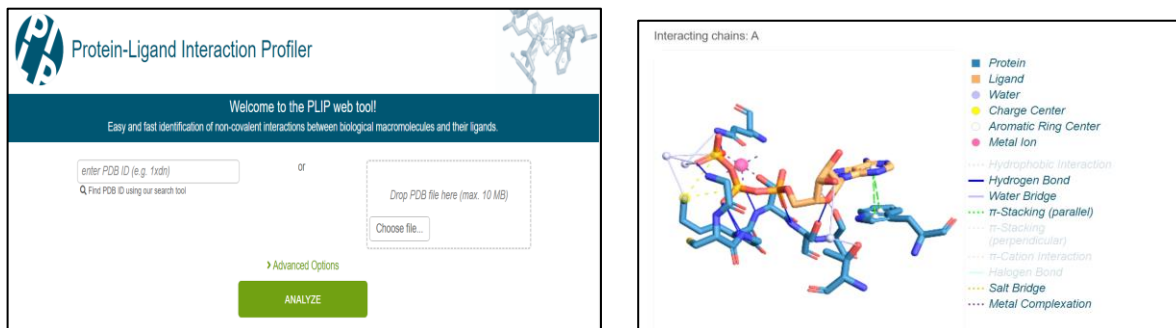 PLIP
Protein-Ligand Interaction Profiler
Welcome to the PLIP web tool!
Easy and fast identification of non-covalent interactions between biological macromolecules and their ligands.
enter PDB ID (e.g. 1xdn)
Find PDB ID using our search tool
or
Drop PDB file here (max. 10 MB)
Choose file...
Advanced Options
ANALYZE
Interacting chains: A
Protein
Ligand
Water
Charge Center
Aromatic Ring Center
Metal Ion
Hydrophobic Interaction
Hydrogen Bond
Water Bridge
π-Stacking (parallel)
π-Stacking
(perpendicular)
π-Cation Interaction
Halogen Bond
Salt Bridge
Metal Complexation